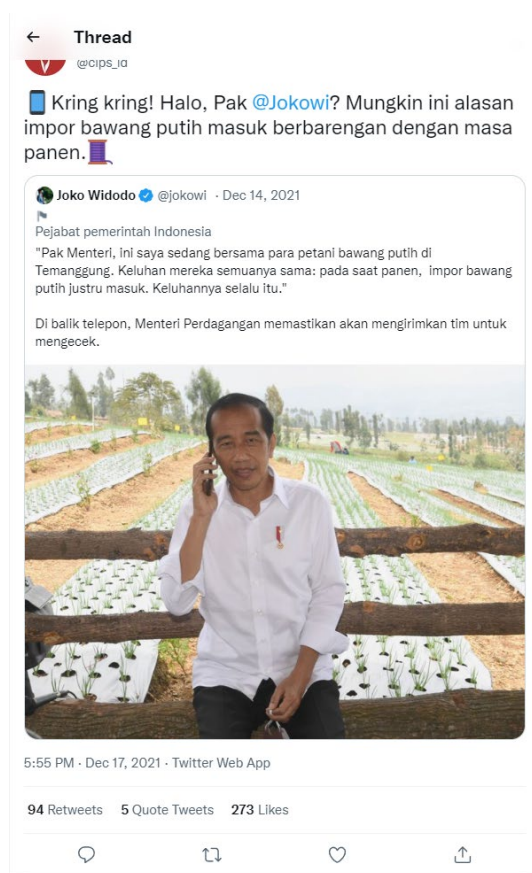 Thread
@cips_id
Kring kring! Halo, Pak @Jokowi? Mungkin ini alasan
impor bawang putih masuk berbarengan dengan masa
panen.
Joko Widodo @jokowi · Dec 14, 2021
Pejabat pemerintah Indonesia
"Pak Menteri, ini saya sedang bersama para petani bawang putih di
Temanggung. Keluhan mereka semuanya sama: pada saat panen,  impor bawang
putih justru masuk. Keluhannya selalu itu."
Di balik telepon, Menteri Perdagangan memastikan akan mengirimkan tim untuk
mengecek.
5:55 PM · Dec 17, 2021 · Twitter Web App
94 Retweets 5 Quote Tweets 273 Likes